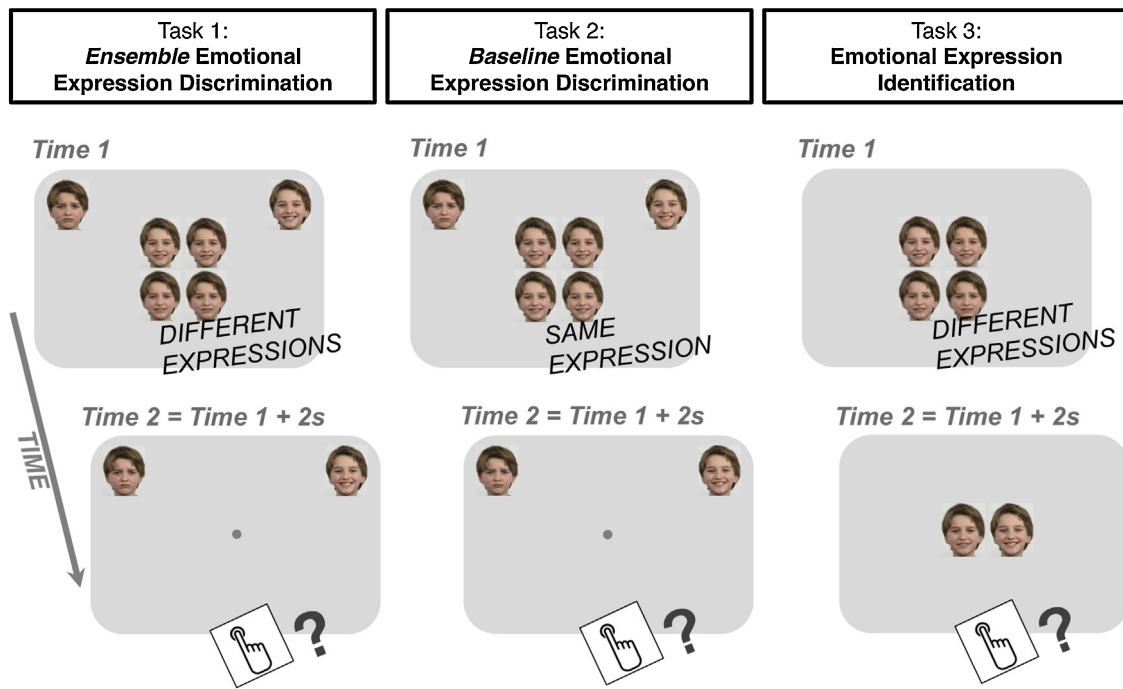 Task 1:
Ensemble Emotional
Expression Discrimination
Task 2:
Baseline Emotional
Expression Discrimination
Task 3:
Emotional Expression
Identification
Time 1
DIFFERENT
EXPRESSIONS
Time 1
SAME
EXPRESSION
Time 1
DIFFERENT
EXPRESSIONS
TIME
Time 2 = Time 1 + 2s
?
Time 2 = Time 1 + 2s
?
Time 2 = Time 1 + 2s
?